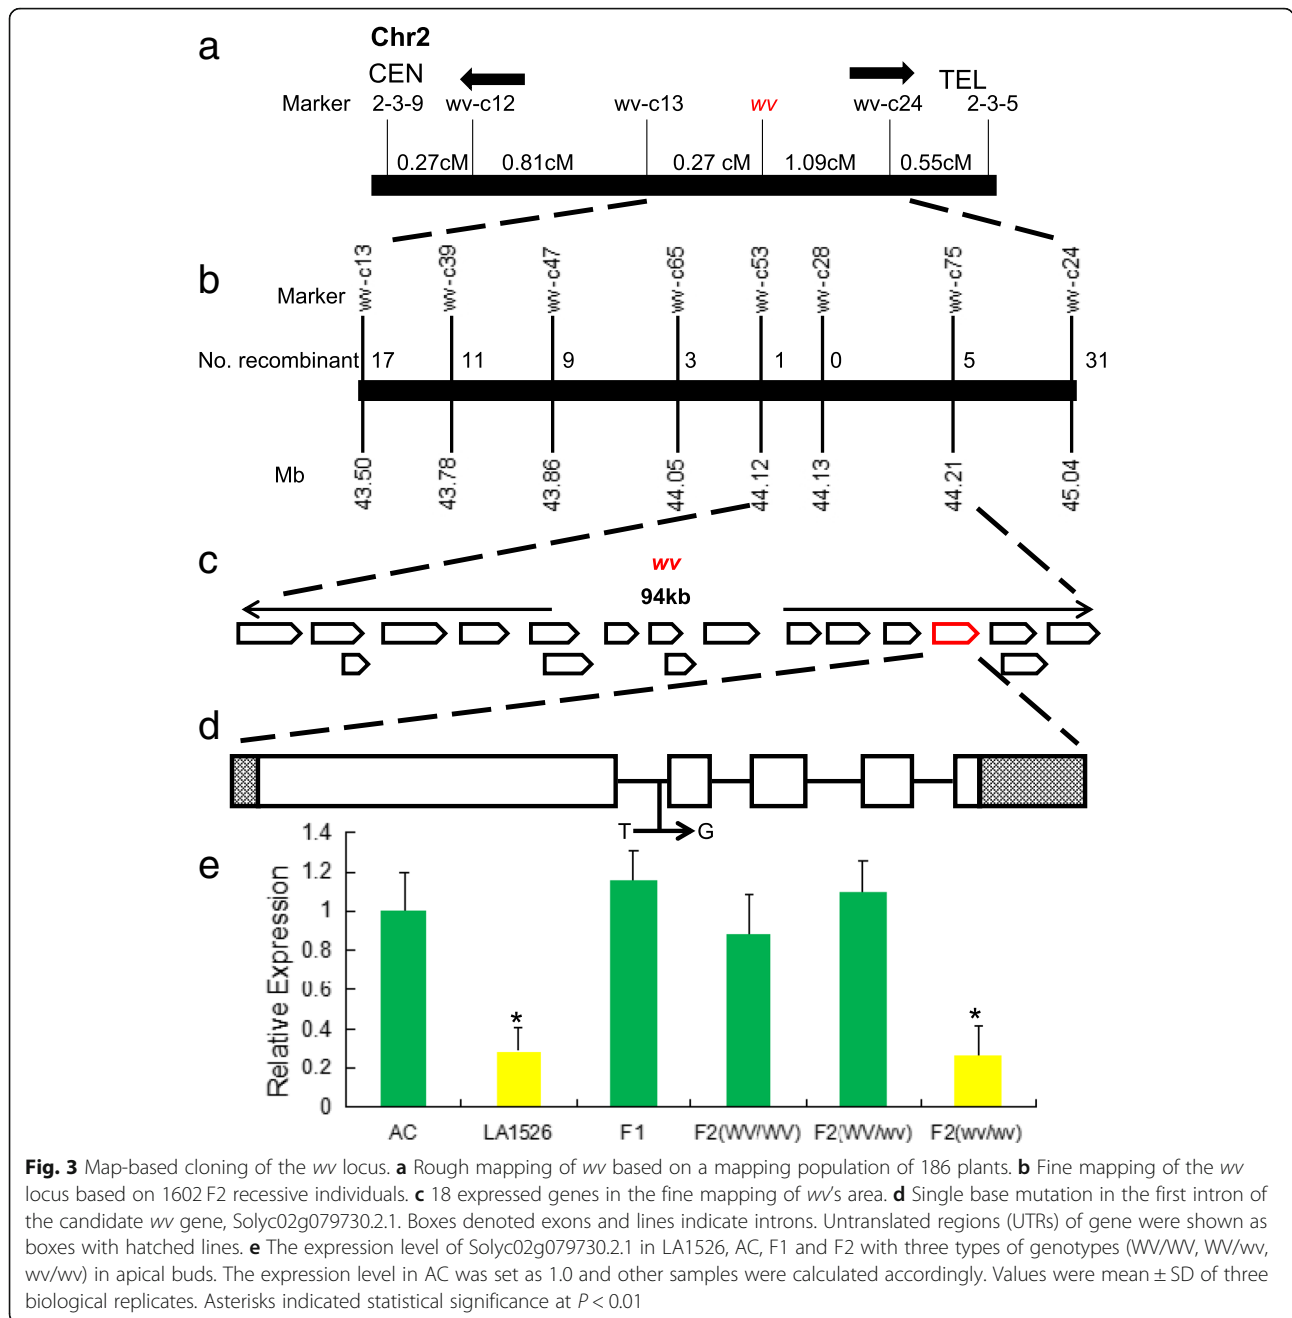 a
Chr2
CEN
TEL
Marker 2-3-9 wv-c12 wv-c13 wv wv-c24 2-3-5
0.27cM 0.81cM 0.27 cM 1.09cM 0.55cM
b
Marker wv-c13 wv-c39 wv-c47 wv-c65 wv-c53 wv-c28 wv-c75 wv-c24
No. recombinant 17 11 9 3 1 0 5 31
Mb 43.50 43.78 43.86 44.05 44.12 44.13 44.21 45.04
c
wv
94kb
d
T G
e
Relative Expression
1.4
1.2
1
0.8
0.6
0.4
0.2
0
* *
AC LA1526 F1 F2(WV/WV) F2(WV/wv) F2(wv/wv)
Fig. 3 Map-based cloning of the wv locus. a Rough mapping of wv based on a mapping population of 186 plants. b Fine mapping of the wv
locus based on 1602 F2 recessive individuals. c 18 expressed genes in the fine mapping of wv's area. d Single base mutation in the first intron of
the candidate wv gene, Solyc02g079730.2.1. Boxes denoted exons and lines indicate introns. Untranslated regions (UTRs) of gene were shown as
boxes with hatched lines. e The expression level of Solyc02g079730.2.1 in LA1526, AC, F1 and F2 with three types of genotypes (WV/WV, WV/wv,
wv/wv) in apical buds. The expression level in AC was set as 1.0 and other samples were calculated accordingly. Values were mean ± SD of three
biological replicates. Asterisks indicated statistical significance at P < 0.01